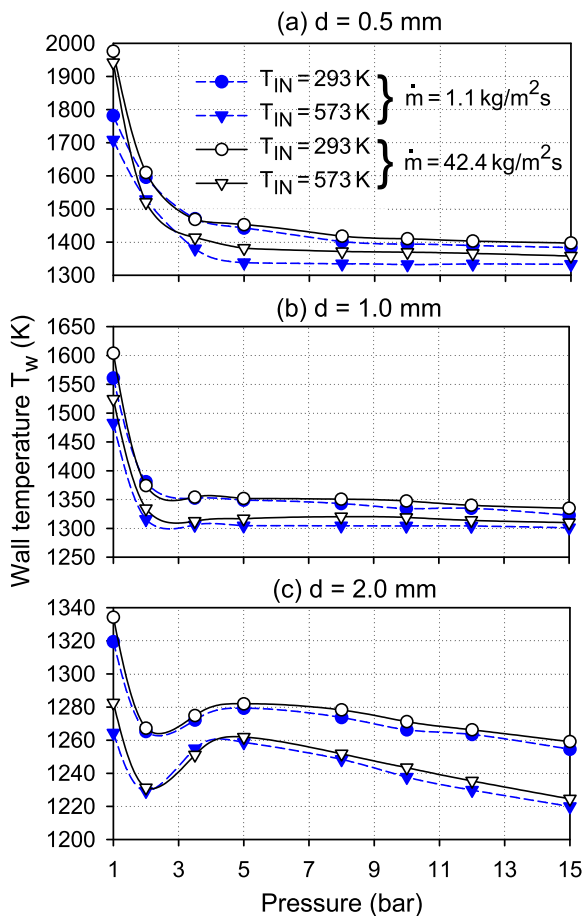 (a) d = 0.5 mm
2000
1900
1800
1700
1600
1500
1400
1300
T_IN = 293 K
T_IN = 573 K
ṁ = 1.1 kg/m²s
T_IN = 293 K
T_IN = 573 K
ṁ = 42.4 kg/m²s
(b) d = 1.0 mm
1650
1600
1550
1500
1450
1400
1350
1300
1250
Wall temperature T_w (K)
(c) d = 2.0 mm
1340
1320
1300
1280
1260
1240
1220
1200
1 3 5 7 9 11 13 15
Pressure (bar)